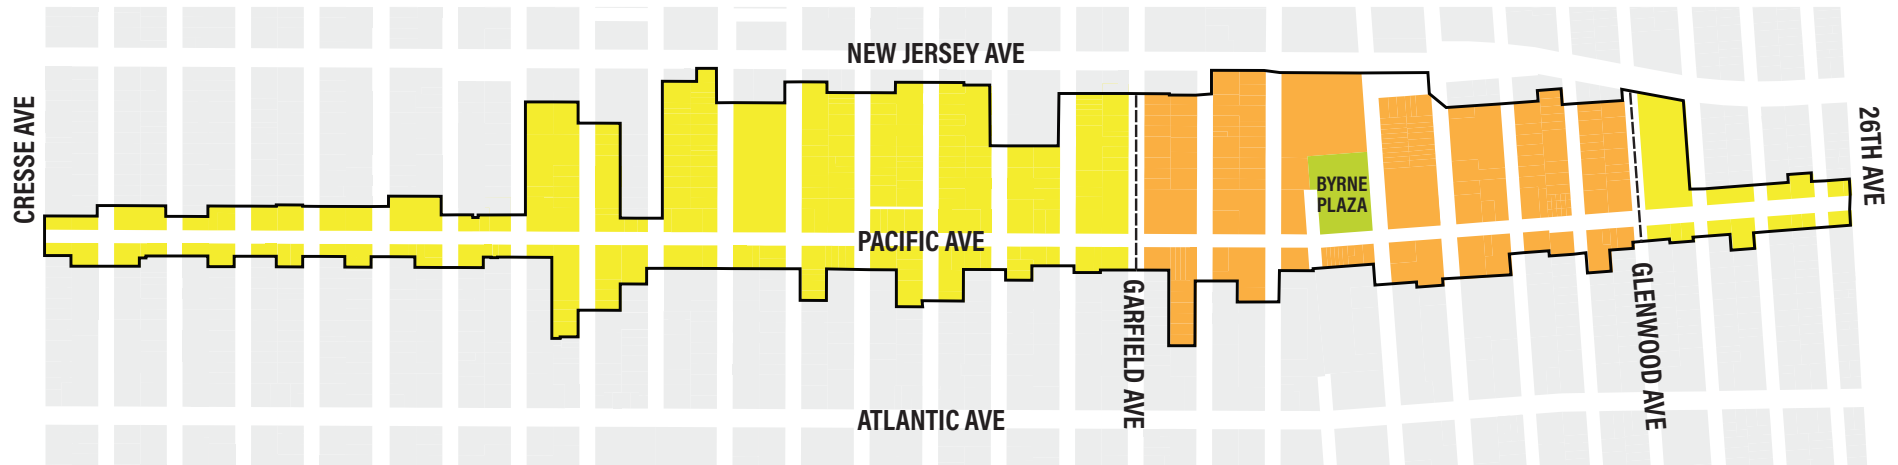 NEW JERSEY AVE
CRESSE AVE
26TH AVE
BYRNE
PLAZA
PACIFIC AVE
GARFIELD AVE
GLENWOOD AVE
ATLANTIC AVE